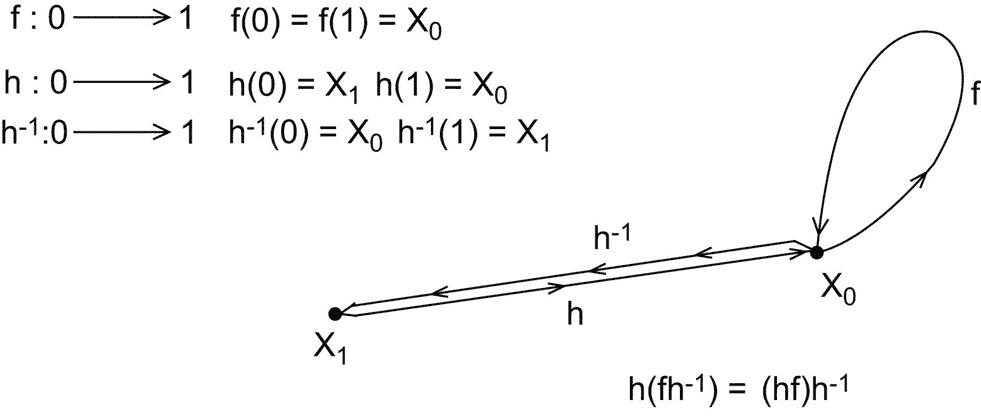 f : 0 ⟶ 1 f(0) = f(1) = X₀
h : 0 ⟶ 1 h(0) = X₁ h(1) = X₀
h⁻¹:0 ⟶ 1 h⁻¹(0) = X₀ h⁻¹(1) = X₁
f
h⁻¹
X₀
h
X₁
h(fh⁻¹) = (hf)h⁻¹